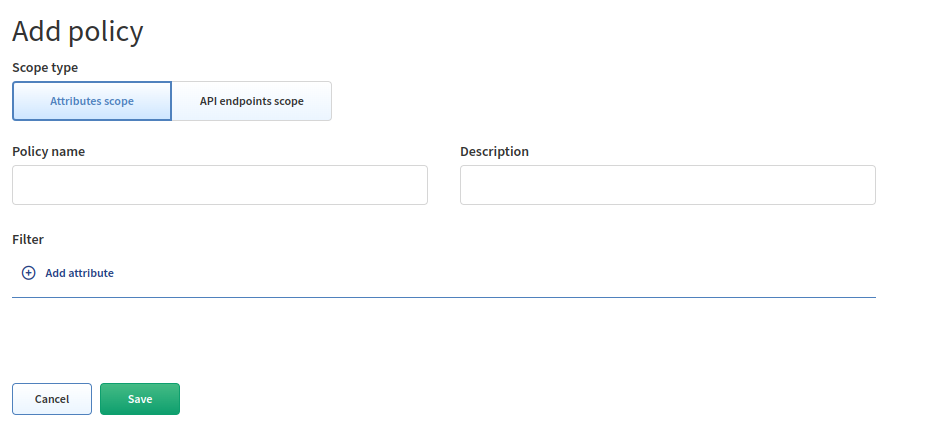 Add policy
Scope type
Attributes scope API endpoints scope
Policy name Description
Filter
Add attribute
Cancel Save